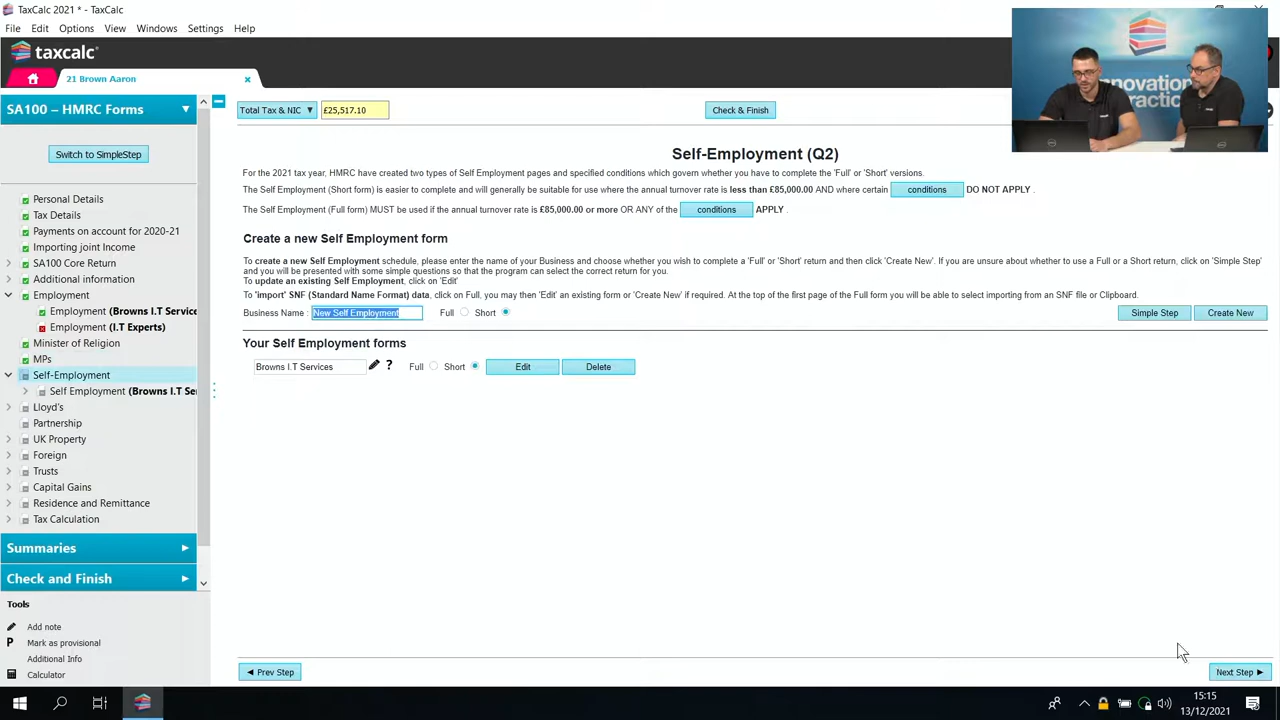 TaxCalc 2021 * - TaxCalc
File Edit Options View Windows Settings Help
taxcalc
21 Brown Aaron
SA100 – HMRC Forms
Switch to SimpleStep
Personal Details
Tax Details
Payments on account for 2020-21
Importing joint Income
SA100 Core Return
Additional information
Employment
Employment (Browns I.T Service
Employment (I.T Experts)
Minister of Religion
MPs
Self-Employment
Self Employment (Browns I.T Se
Lloyd's
Partnership
UK Property
Foreign
Trusts
Capital Gains
Residence and Remittance
Tax Calculation
Summaries
Check and Finish
Tools
Add note
P Mark as provisional
Additional Info
Calculator
Total Tax & NIC £25,517.10 Check & Finish
Self-Employment (Q2)
For the 2021 tax year, HMRC have created two types of Self Employment pages and specified conditions which govern whether you have to complete the 'Full' or 'Short' versions.
The Self Employment (Short form) is easier to complete and will generally be suitable for use where the annual turnover rate is less than £85,000.00 AND where certain conditions DO NOT APPLY .
The Self Employment (Full form) MUST be used if the annual turnover rate is £85,000.00 or more OR ANY of the conditions APPLY .
Create a new Self Employment form
To create a new Self Employment schedule, please enter the name of your Business and choose whether you wish to complete a 'Full' or 'Short' return and then click 'Create New'. If you are unsure about whether to use a Full or a Short return, click on 'Simple Step'
and you will be presented with some simple questions so that the program can select the correct return for you.
To update an existing Self Employment, click on 'Edit'
To 'import' SNF (Standard Name Format) data, click on Full, you may then 'Edit' an existing form or 'Create New' if required. At the top of the first page of the Full form you will be able to select importing from an SNF file or Clipboard.
Business Name : New Self Employment Full Short Simple Step Create New
Your Self Employment forms
Browns I.T Services ? Full Short Edit Delete
Prev Step Next Step
15:15
13/12/2021